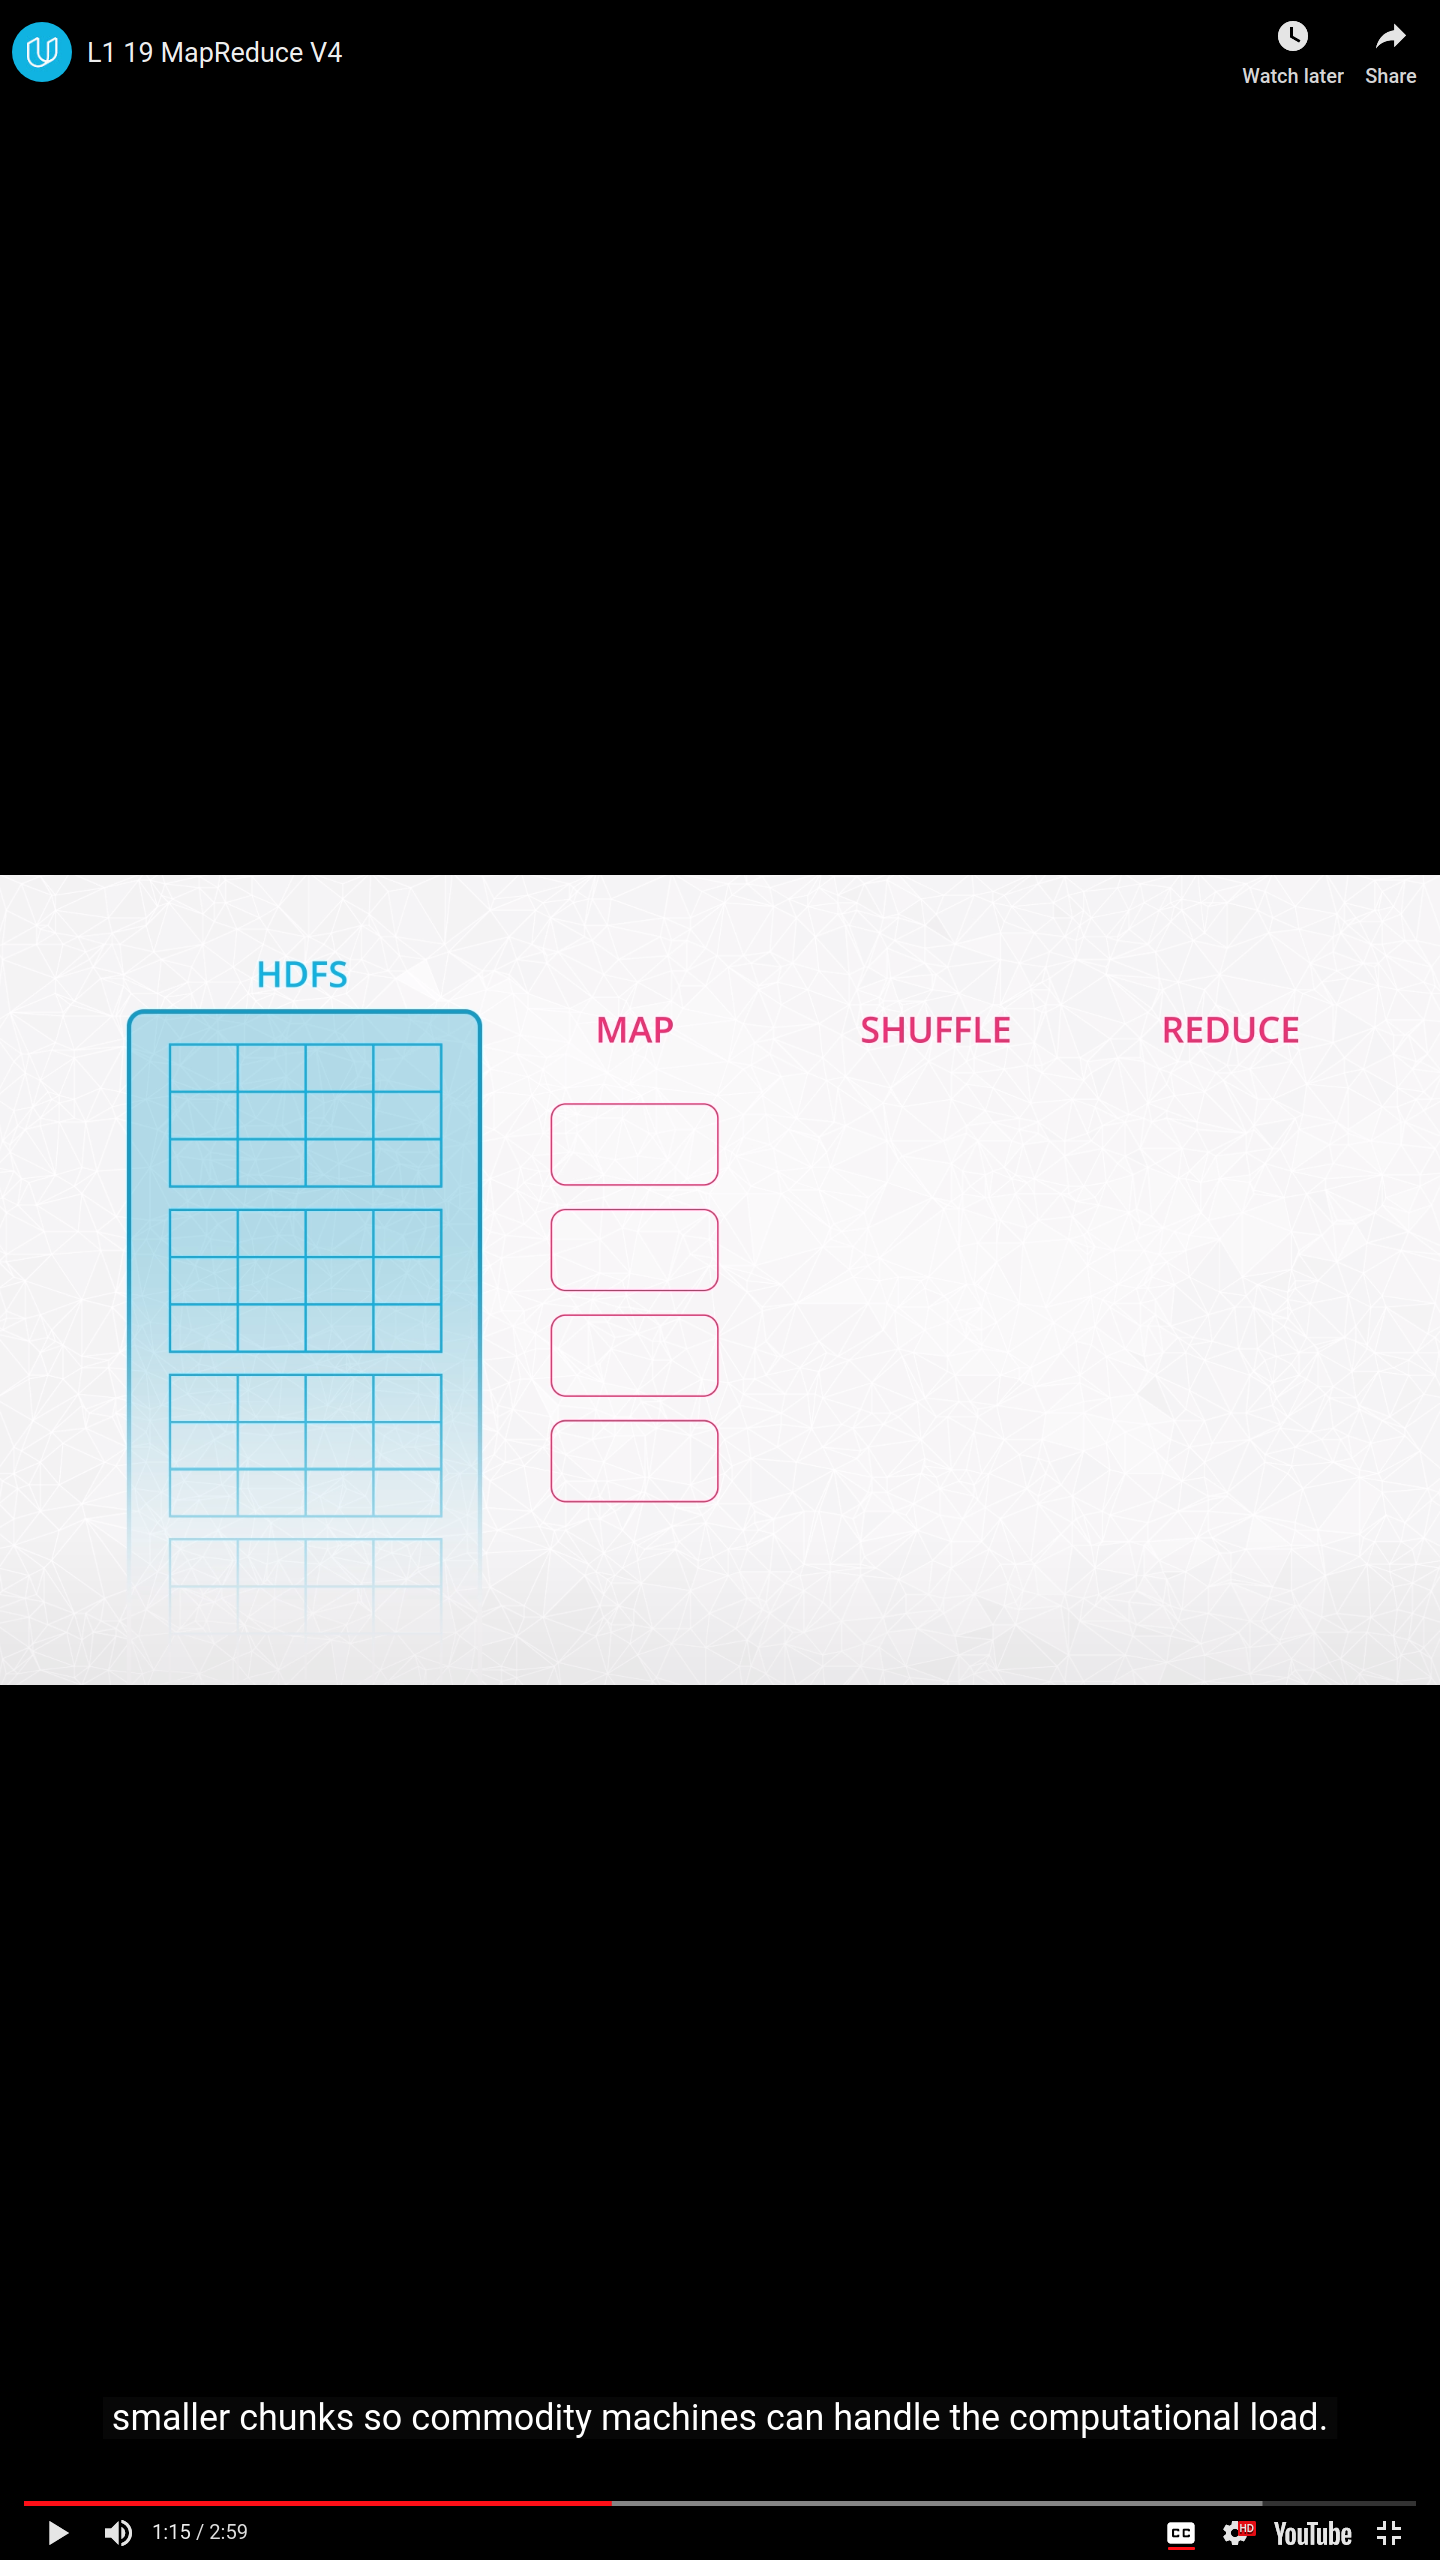 L1 19 MapReduce V4
Watch later
Share
HDFS
MAP
SHUFFLE
REDUCE
smaller chunks so commodity machines can handle the computational load.
1:15 / 2:59
CC
HD
YouTube